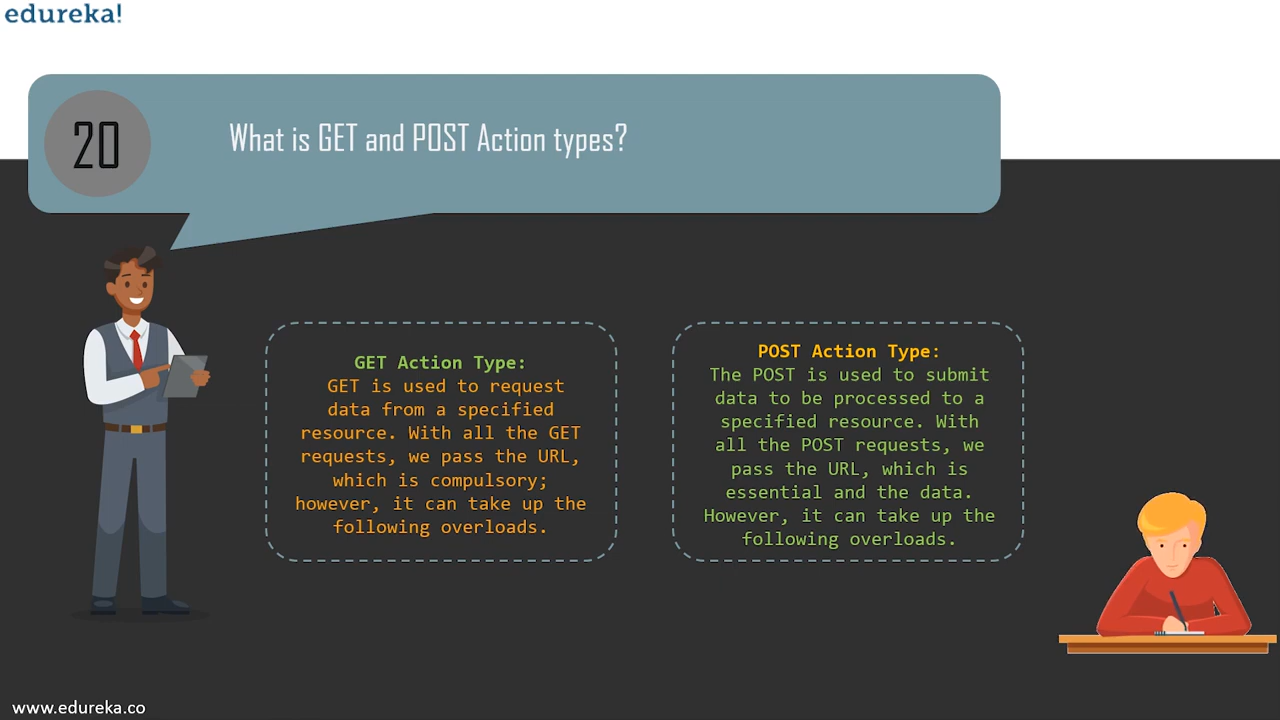 edureka!
20
What is GET and POST Action types?
GET Action Type:
GET is used to request
data from a specified
resource. With all the GET
requests, we pass the URL,
which is compulsory;
however, it can take up the
following overloads.
POST Action Type:
The POST is used to submit
data to be processed to a
specified resource. With
all the POST requests, we
pass the URL, which is
essential and the data.
However, it can take up the
following overloads.
www.edureka.co